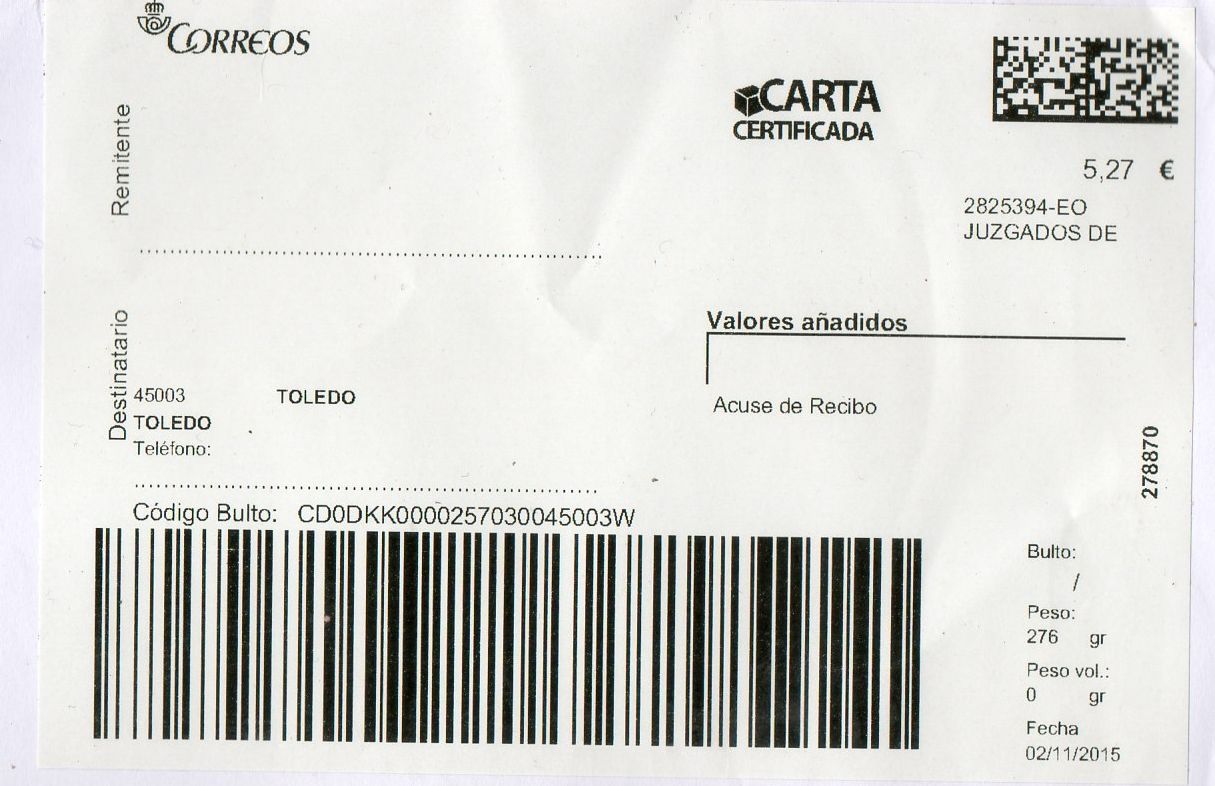 CORREOS
Remitente
CARTA
CERTIFICADA
5,27 €
2825394-EO
JUZGADOS DE
Destinatario
45003 TOLEDO
TOLEDO
Teléfono:
Valores añadidos
Acuse de Recibo
278870
Código Bulto: CD0DKK0000257030045003W
Bulto:
/
Peso:
276 gr
Peso vol.:
0 gr
Fecha
02/11/2015